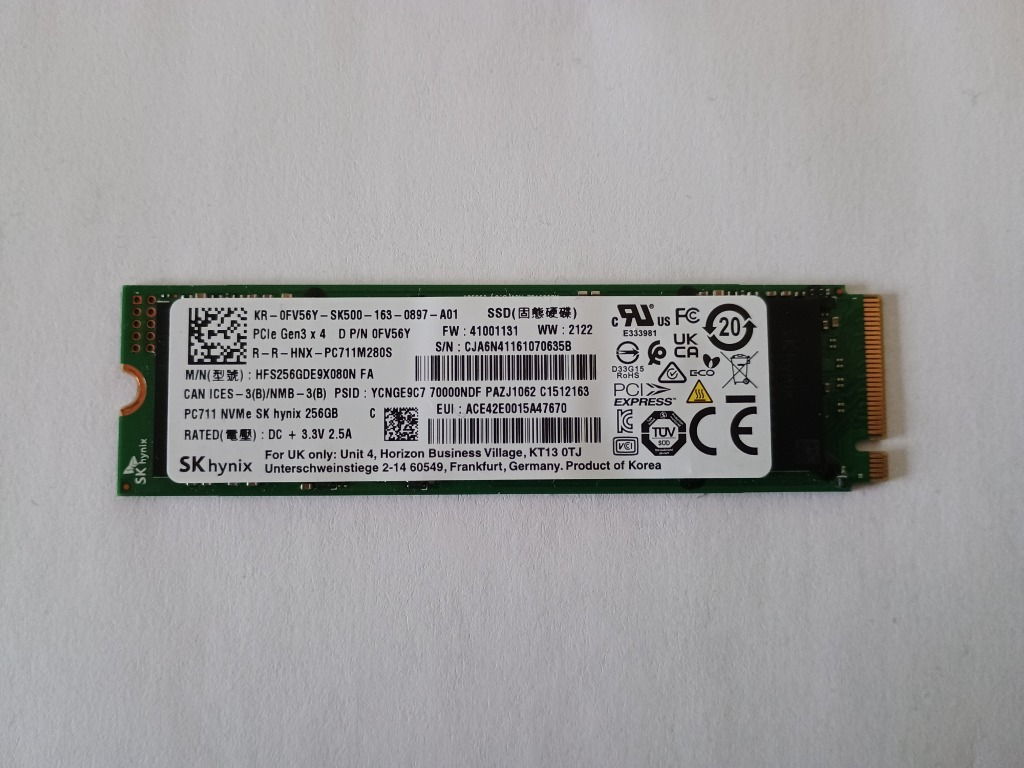 KR-0FV56Y-SK500-163-0897-A01 SSD(固態硬碟)
PCIe Gen3 x 4 D P/N 0FV56Y FW : 41001131 WW : 2122
R-R-HNX-PC711M280S S/N : CJA6N41161070635B
M/N(型號) : HFS256GDE9X080N FA
CAN ICES-3(B)/NMB-3(B) PSID : YCNGE9C7 70000NDF PAZJ1062 C1512163
PC711 NVMe SK hynix 256GB C EUI : ACE42E0015A47670
RATED(電壓) : DC + 3.3V 2.5A
For UK only: Unit 4, Horizon Business Village, KT13 0TJ
SK hynix Unterschweinstiege 2-14 60549, Frankfurt, Germany. Product of Korea
c RU US FC
E333981
20
UK
CA
D33G15
RoHS
E-CO
PCI
EXPRESS
VCI
TÜV
SÜD
CE
SK hynix